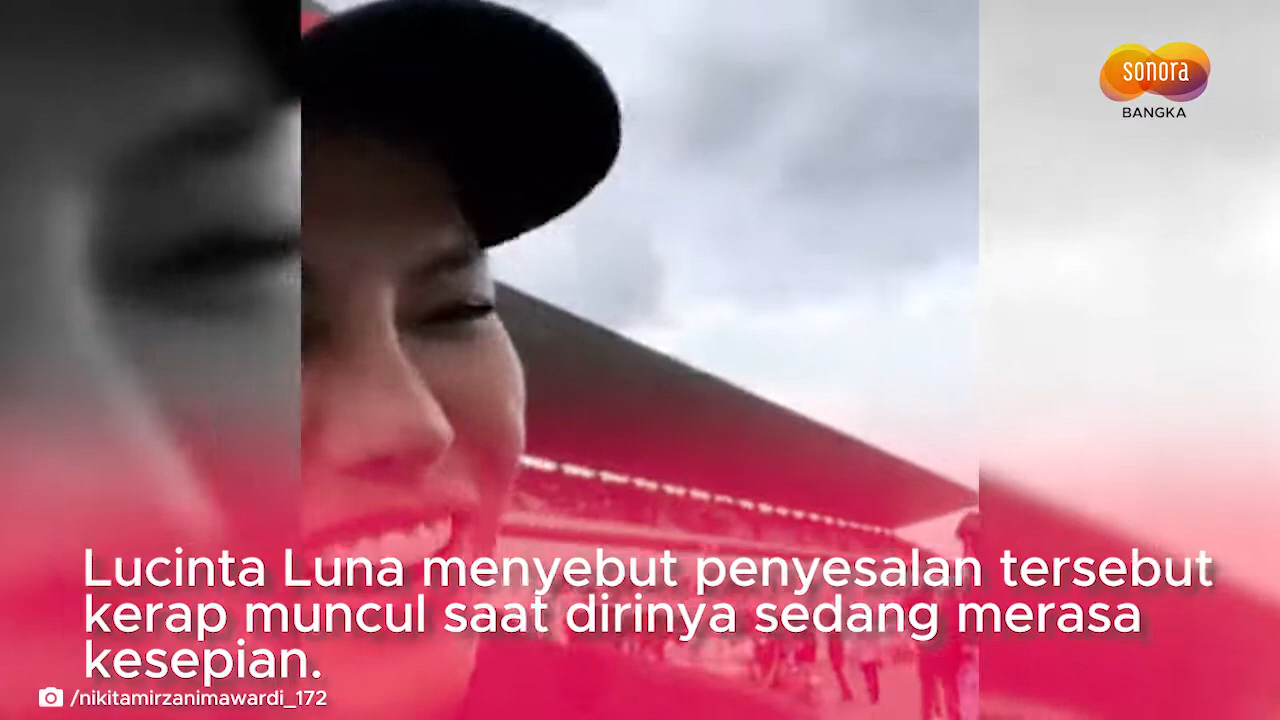 sonora
BANGKA
Lucinta Luna menyebut penyesalan tersebut
kerap muncul saat dirinya sedang merasa
kesepian.
/nikitamirzanimawardi_172